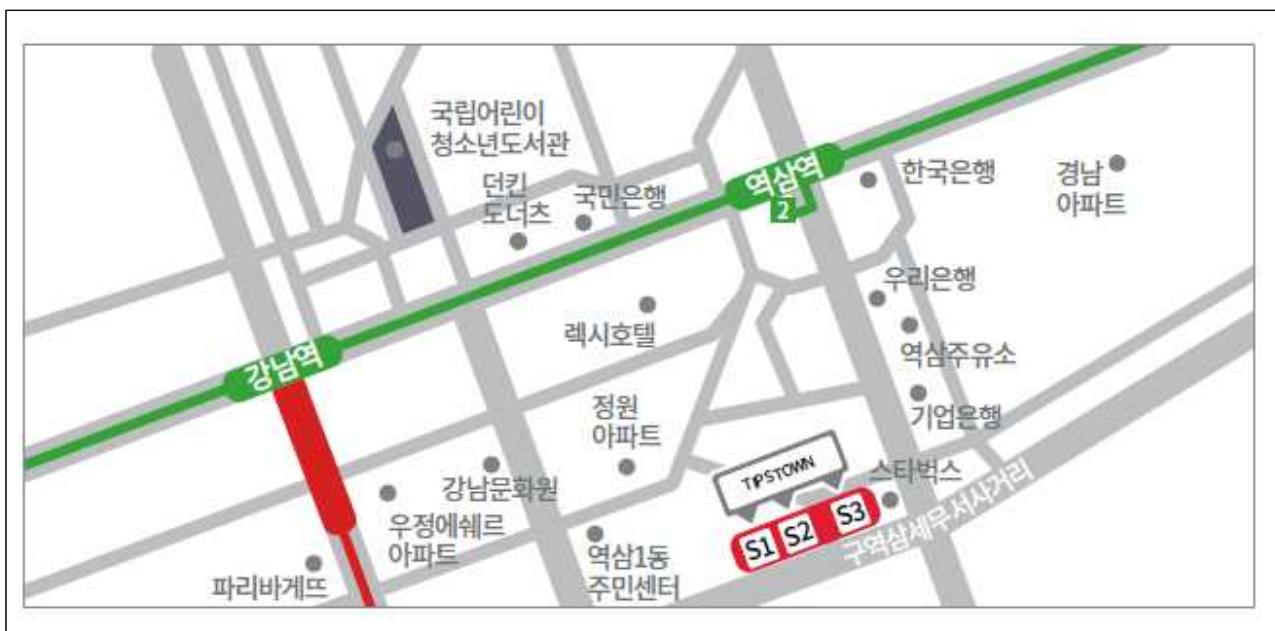 국립어린이
청소년도서관
던킨
도너츠
국민은행
역삼역
2
한국은행
경남
아파트
우리은행
렉시호텔
역삼주유소
강남역
정원
아파트
기업은행
강남문화원
TIPSTOWN
스타벅스
우정에쉐르
아파트
S1
S2
S3
구역삼세무서사거리
역삼1동
주민센터
파리바게뜨